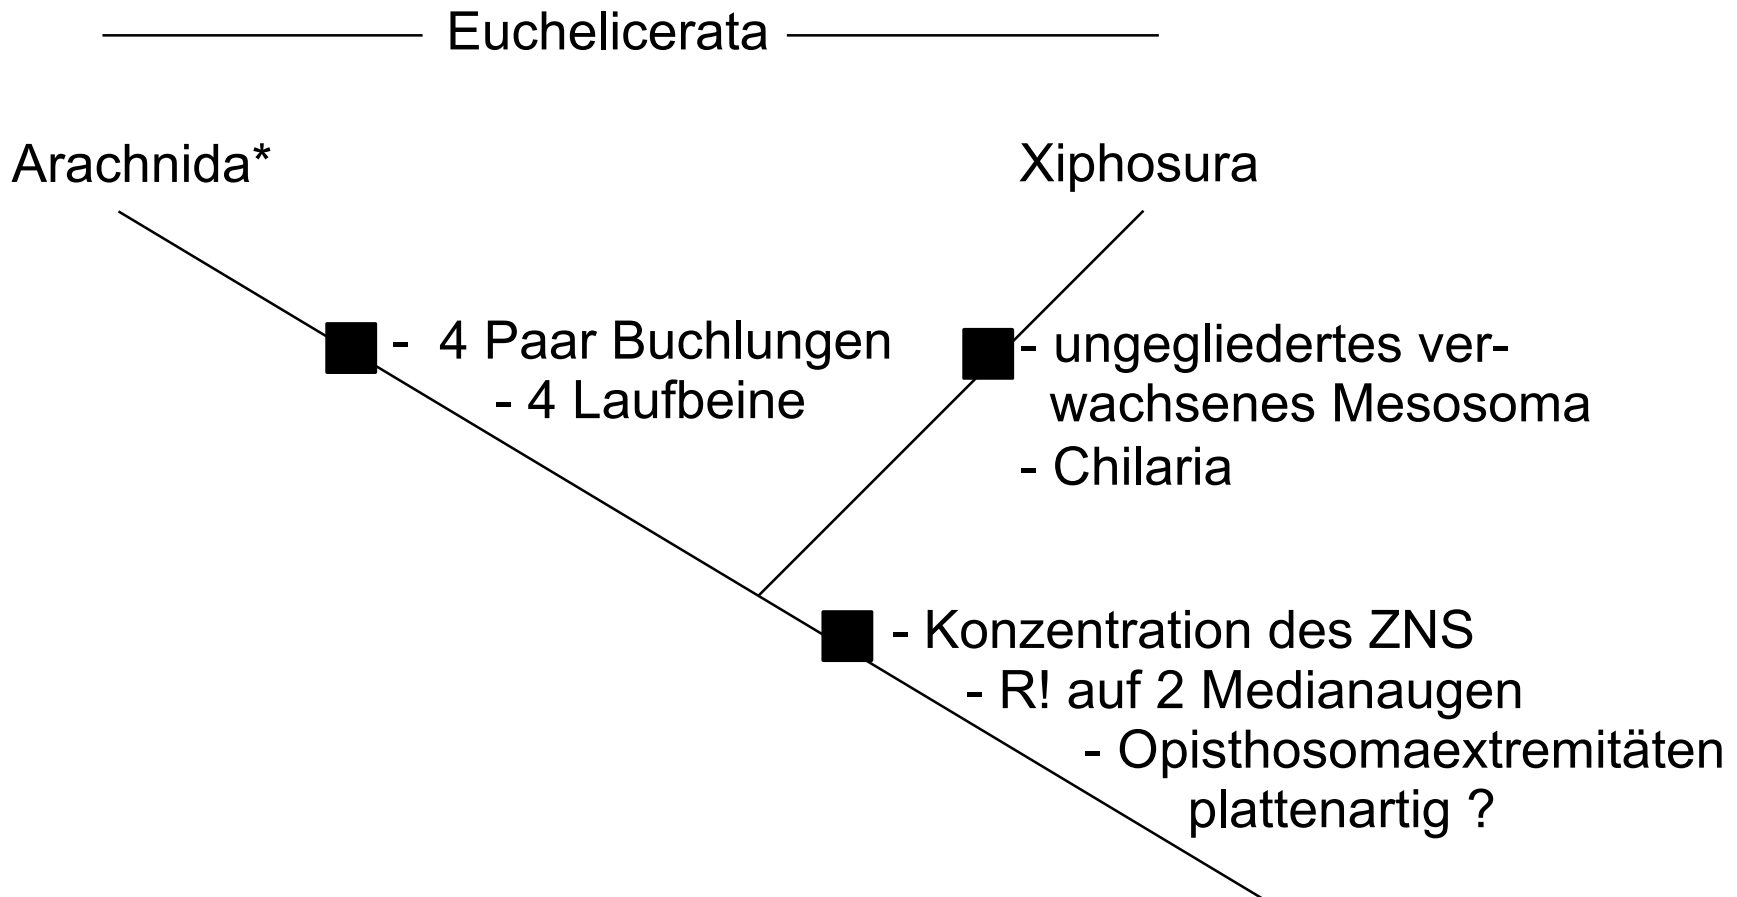 Euchelicerata
Arachnida*
Xiphosura
- 4 Paar Buchlungen
- 4 Laufbeine
- ungegliedertes ver-
wachsenes Mesosoma
- Chilaria
- Konzentration des ZNS
- R! auf 2 Medianaugen
- Opisthosomaextremitäten
plattenartig ?